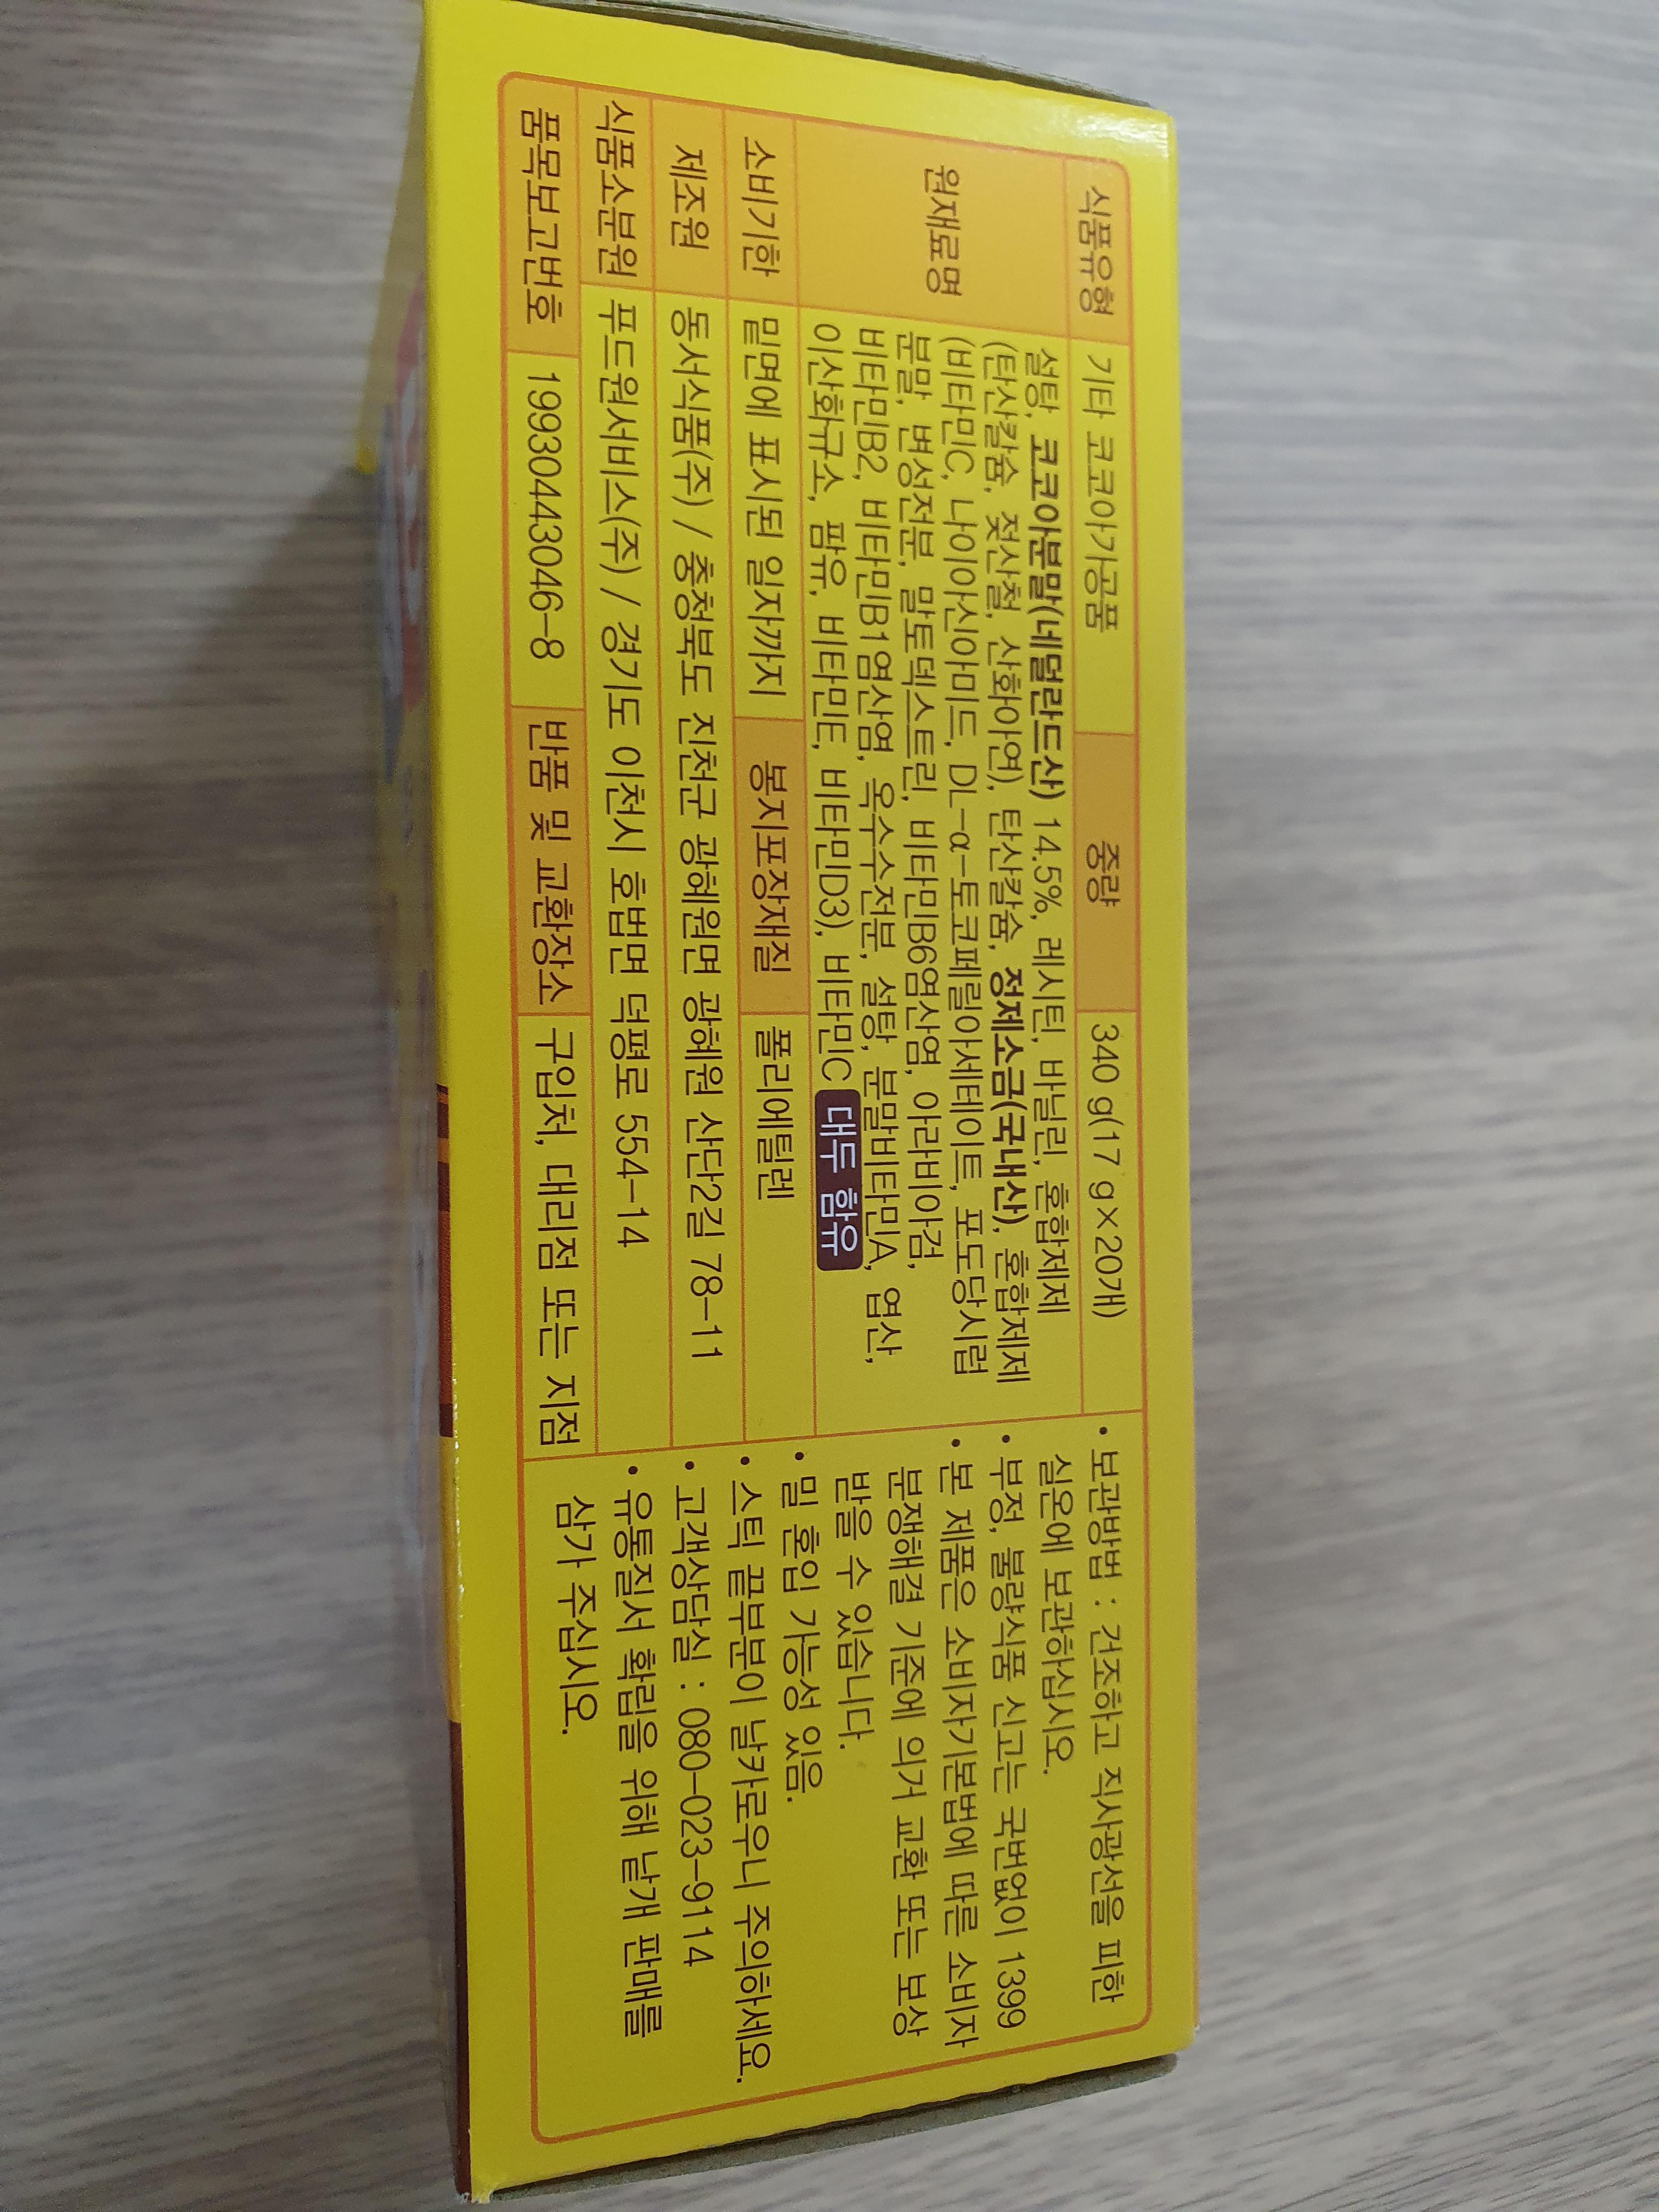 식품유형 기타 코코아가공품 중량 340 g(17 g×20개)
원재료명
설탕, 코코아분말(네덜란드산) 14.5%, 레시틴, 바닐린, 혼합제제
(탄산칼슘, 젖산철, 산화아연), 탄산칼슘, 정제소금(국내산), 혼합제제
(비타민C, 나이아신아미드, DL-α-토코페릴아세테이트, 포도당시럽
분말, 변성전분, 말토덱스트린, 비타민B6염산염, 아라비아검,
비타민B2, 비타민B1염산염, 옥수수전분, 설탕, 분말비타민A, 엽산,
이산화규소, 팜유, 비타민E, 비타민D3), 비타민C 대두 함유
소비기한 밑면에 표시된 일자까지 봉지포장재질 폴리에틸렌
제조원 동서식품(주) / 충청북도 진천군 광혜원면 광혜원 산단2길 78-11
식품소분원 푸드원서비스(주) / 경기도 이천시 호법면 덕평로 554-14
품목보고번호 19930443046-8 반품 및 교환장소 구입처, 대리점 또는 지점
• 보관방법 : 건조하고 직사광선을 피한
실온에 보관하십시오.
• 부정, 불량식품 신고는 국번없이 1399
• 본 제품은 소비자기본법에 따른 소비자
분쟁해결 기준에 의거 교환 또는 보상
받을 수 있습니다.
• 밀 혼입 가능성 있음.
• 스틱 끝부분이 날카로우니 주의하세요.
• 고객상담실 : 080-023-9114
• 유통질서 확립을 위해 낱개 판매를
삼가 주십시오.